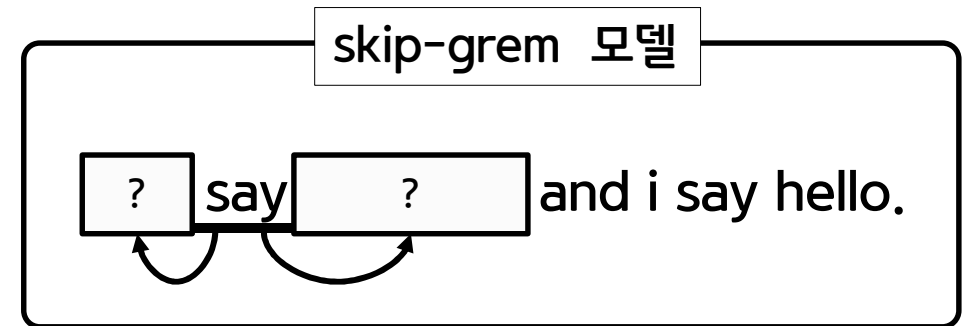 skip-grem 모델
? say ? and i say hello.